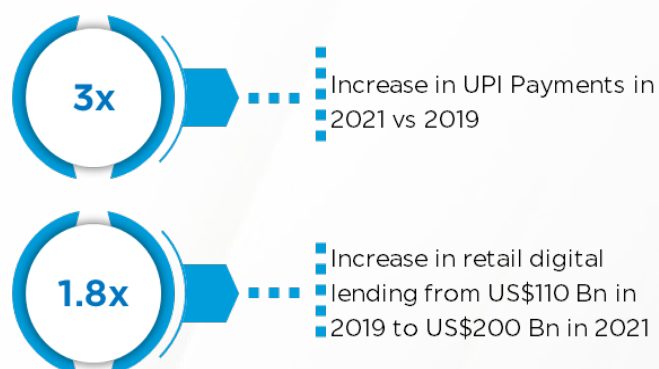 3x
Increase in UPI Payments in
2021 vs 2019
1.8x
Increase in retail digital
lending from US$110 Bn in
2019 to US$200 Bn in 2021